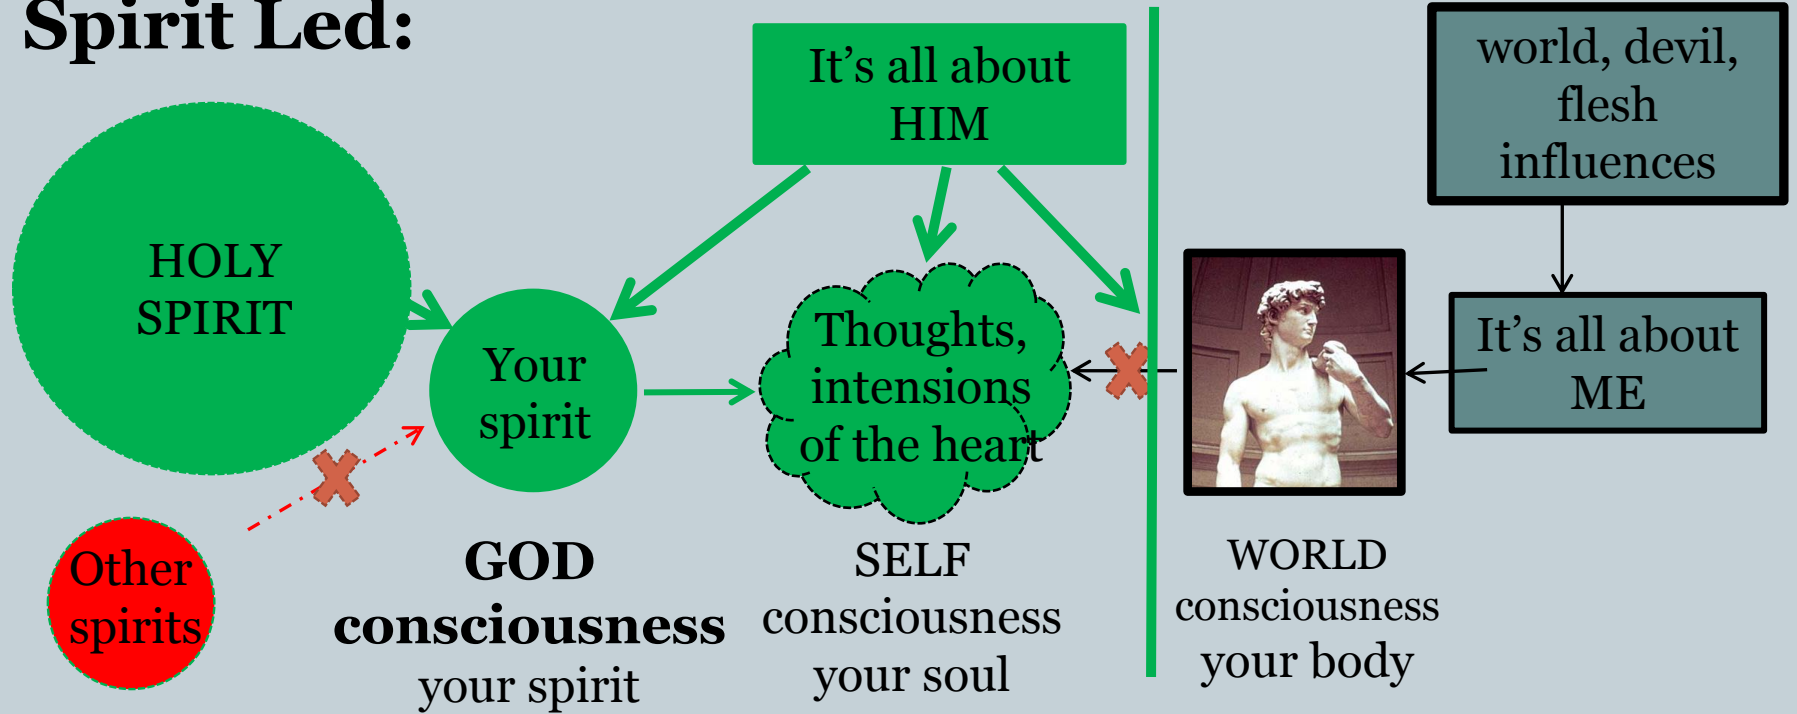 Spirit Led:
It’s all about
HIM
world, devil,
flesh
influences
HOLY
SPIRIT
Your
spirit
Thoughts,
intensions
of the heart
It’s all about
ME
Other
spirits
GOD
consciousness
your spirit
SELF
consciousness
your soul
WORLD
consciousness
your body